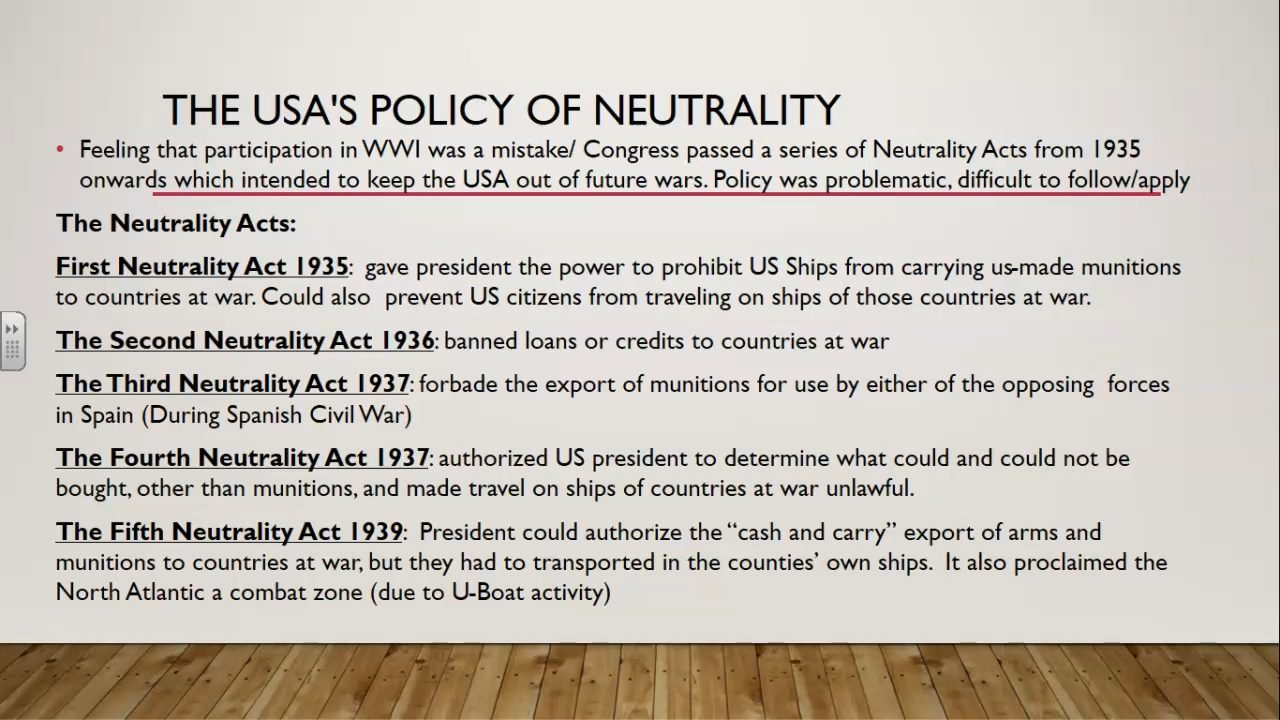 THE USA'S POLICY OF NEUTRALITY
• Feeling that participation in WWI was a mistake/ Congress passed a series of Neutrality Acts from 1935
onwards which intended to keep the USA out of future wars. Policy was problematic, difficult to follow/apply
The Neutrality Acts:
First Neutrality Act 1935: gave president the power to prohibit US Ships from carrying us-made munitions
to countries at war. Could also prevent US citizens from traveling on ships of those countries at war.
The Second Neutrality Act 1936: banned loans or credits to countries at war
The Third Neutrality Act 1937: forbade the export of munitions for use by either of the opposing forces
in Spain (During Spanish Civil War)
The Fourth Neutrality Act 1937: authorized US president to determine what could and could not be
bought, other than munitions, and made travel on ships of countries at war unlawful.
The Fifth Neutrality Act 1939: President could authorize the “cash and carry” export of arms and
munitions to countries at war, but they had to transported in the counties’ own ships. It also proclaimed the
North Atlantic a combat zone (due to U-Boat activity)